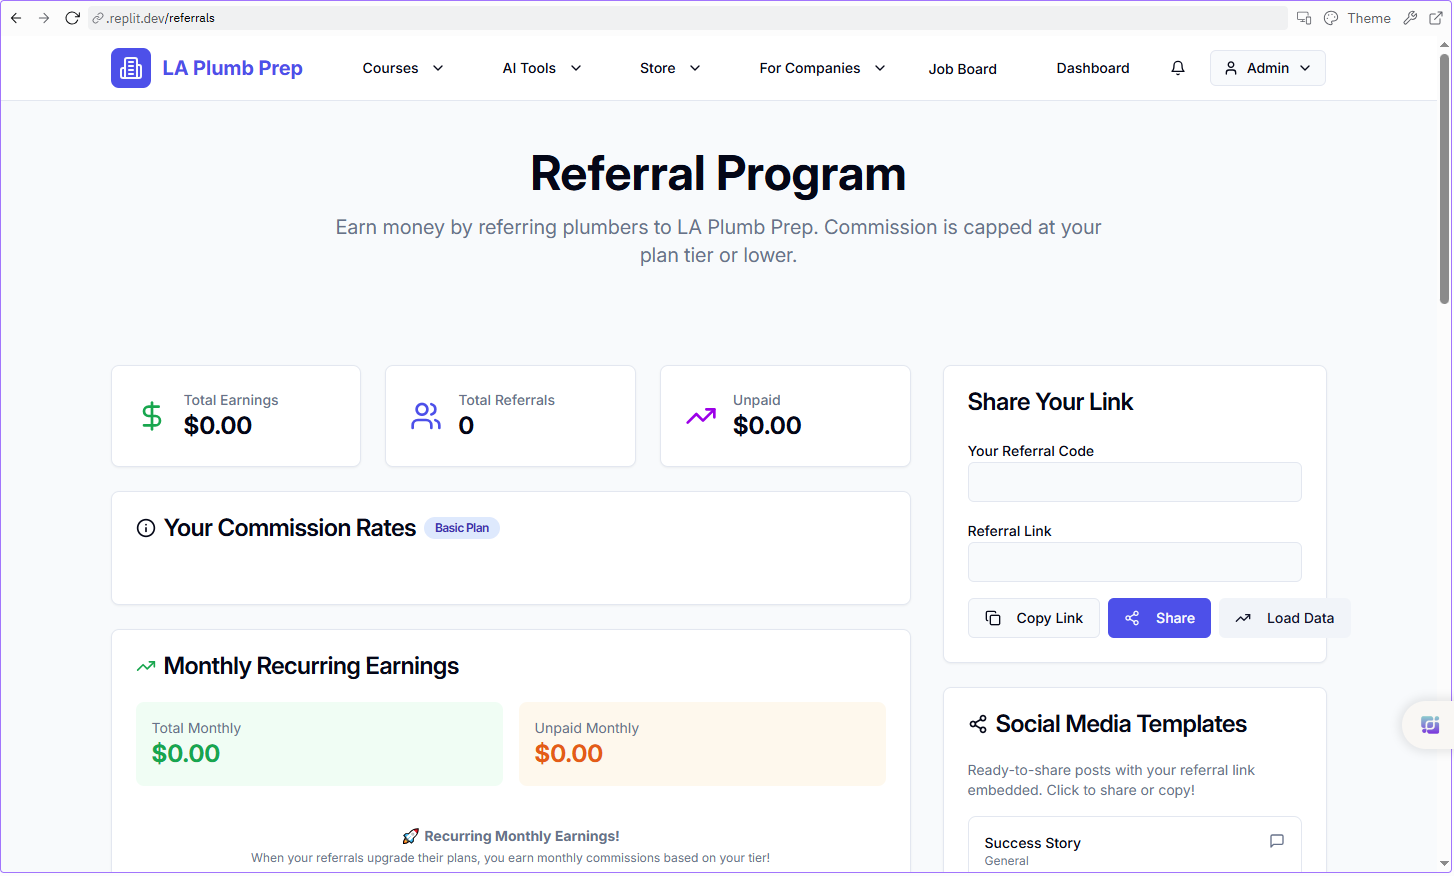 .replit.dev/referrals
Theme
LA Plumb Prep
Courses
AI Tools
Store
For Companies
Job Board
Dashboard
Admin
Referral Program
Earn money by referring plumbers to LA Plumb Prep. Commission is capped at your
plan tier or lower.
Total Earnings
$0.00
Total Referrals
0
Unpaid
$0.00
Your Commission Rates
Basic Plan
Monthly Recurring Earnings
Total Monthly
$0.00
Unpaid Monthly
$0.00
🚀 Recurring Monthly Earnings!
When your referrals upgrade their plans, you earn monthly commissions based on your tier!
Share Your Link
Your Referral Code
Referral Link
Copy Link
Share
Load Data
Social Media Templates
Ready-to-share posts with your referral link
embedded. Click to share or copy!
Success Story
General